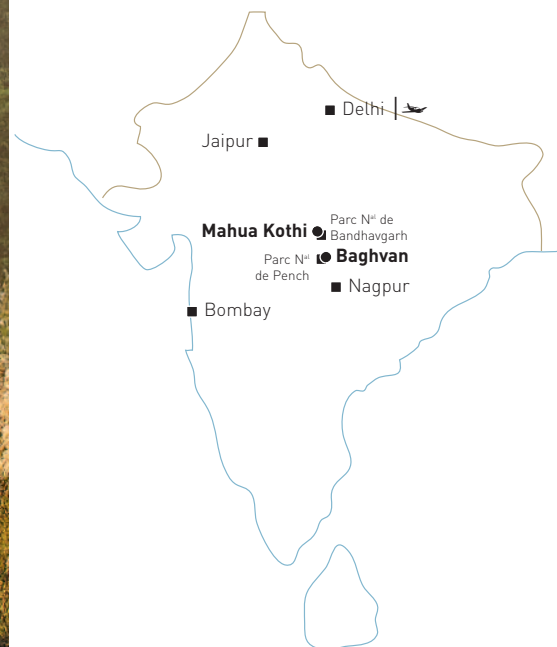 Delhi
Jaipur
Parc Nᵃˡ de
Mahua Kothi
Bandhavgarh
Parc Nᵃˡ
Baghvan
de Pench
Nagpur
Bombay